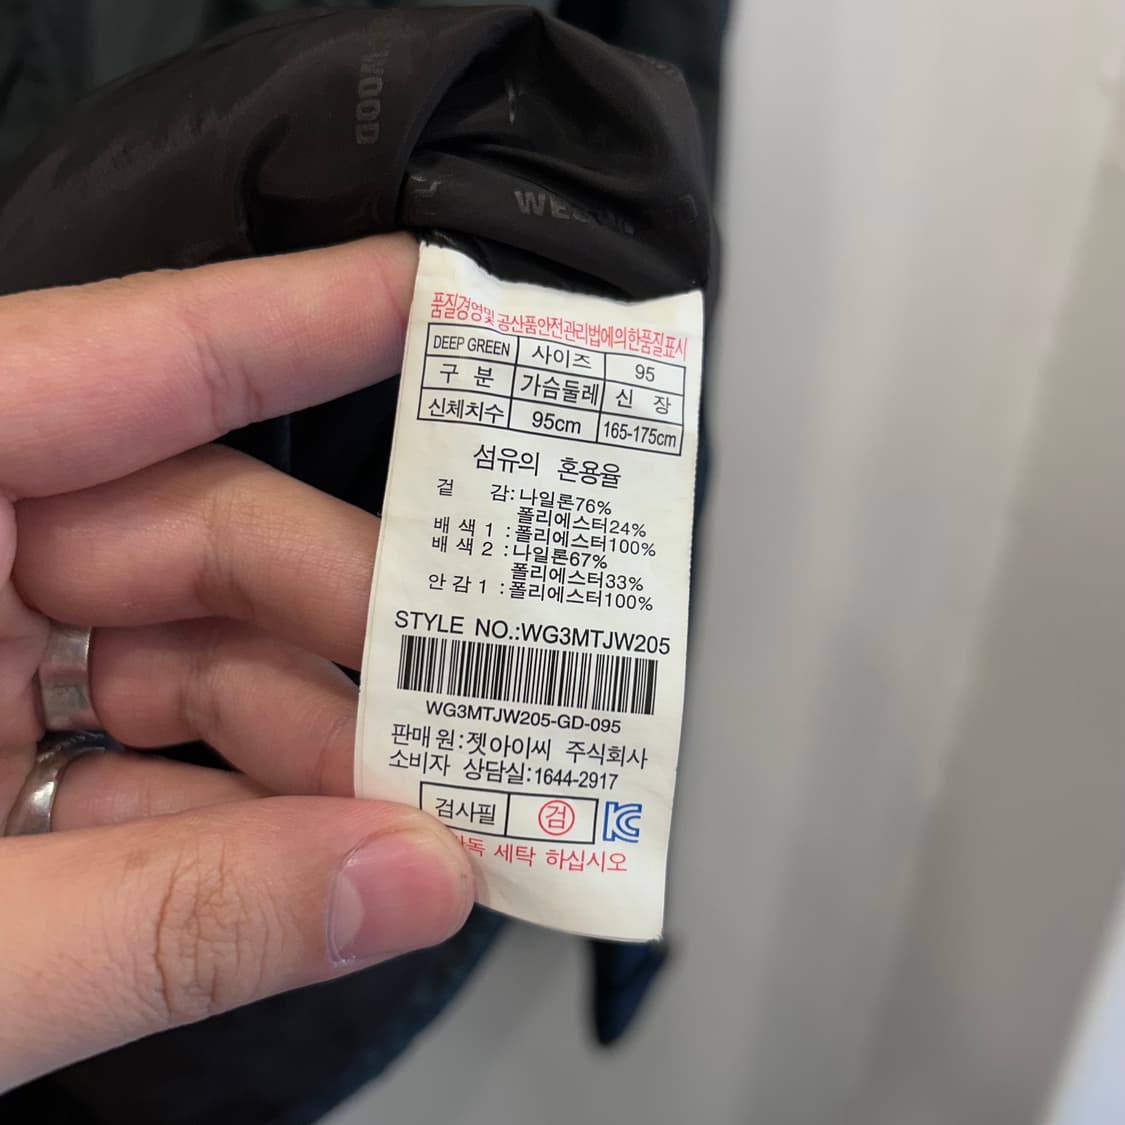 WOOD
품질경영및 공산품안전관리법에의한품질표시
DEEP GREEN 사이즈 95
구 분 가슴둘레 신 장
신체치수 95cm 165-175cm
섬유의 혼용율
겉 감:나일론76%
폴리에스터24%
배 색 1 :폴리에스터100%
배 색 2 :나일론67%
폴리에스터33%
안 감 1 :폴리에스터100%
STYLE NO.:WG3MTJW205
WG3MTJW205-GD-095
판매원:젯아이씨 주식회사
소비자 상담실:1644-2917
검사필 검 KC
세탁 하십시오